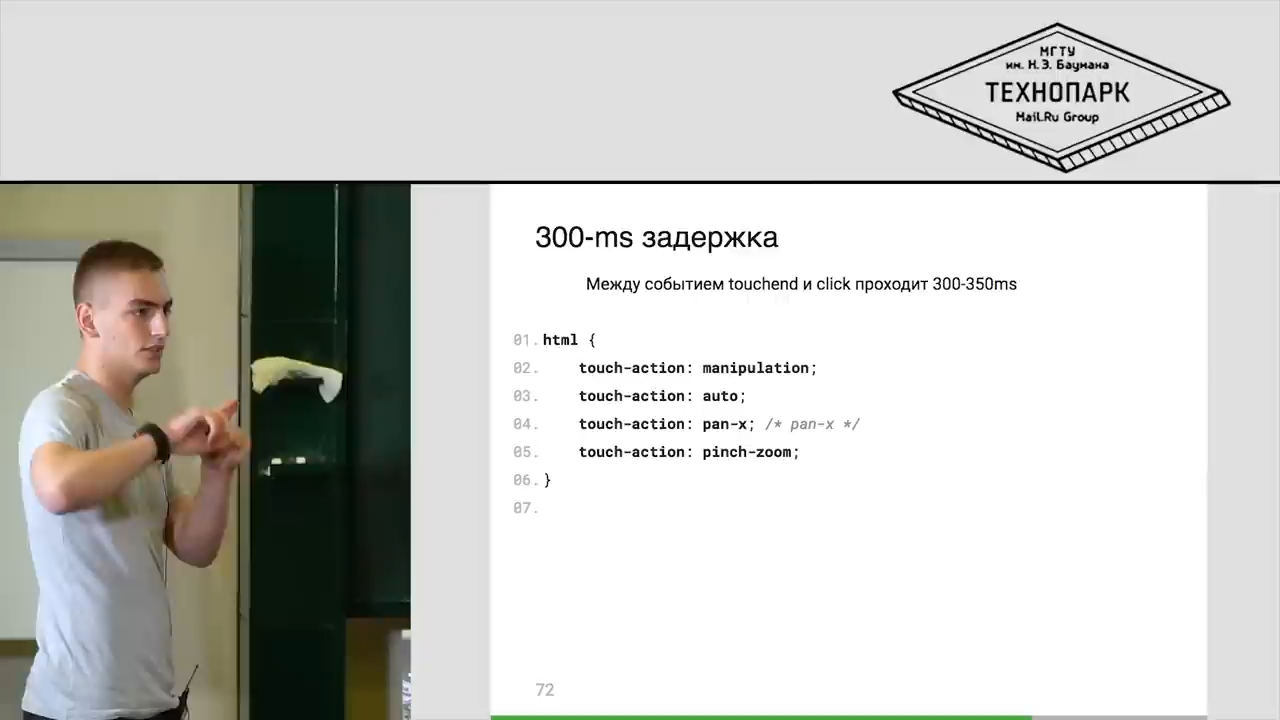 МГТУ
им. Н.Э. Баумана
ТЕХНОПАРК
Mail.Ru Group
300-ms задержка
Между событием touchend и click проходит 300-350ms
01. html {
02. touch-action: manipulation;
03. touch-action: auto;
04. touch-action: pan-x; /* pan-x */
05. touch-action: pinch-zoom;
06. }
07.
72